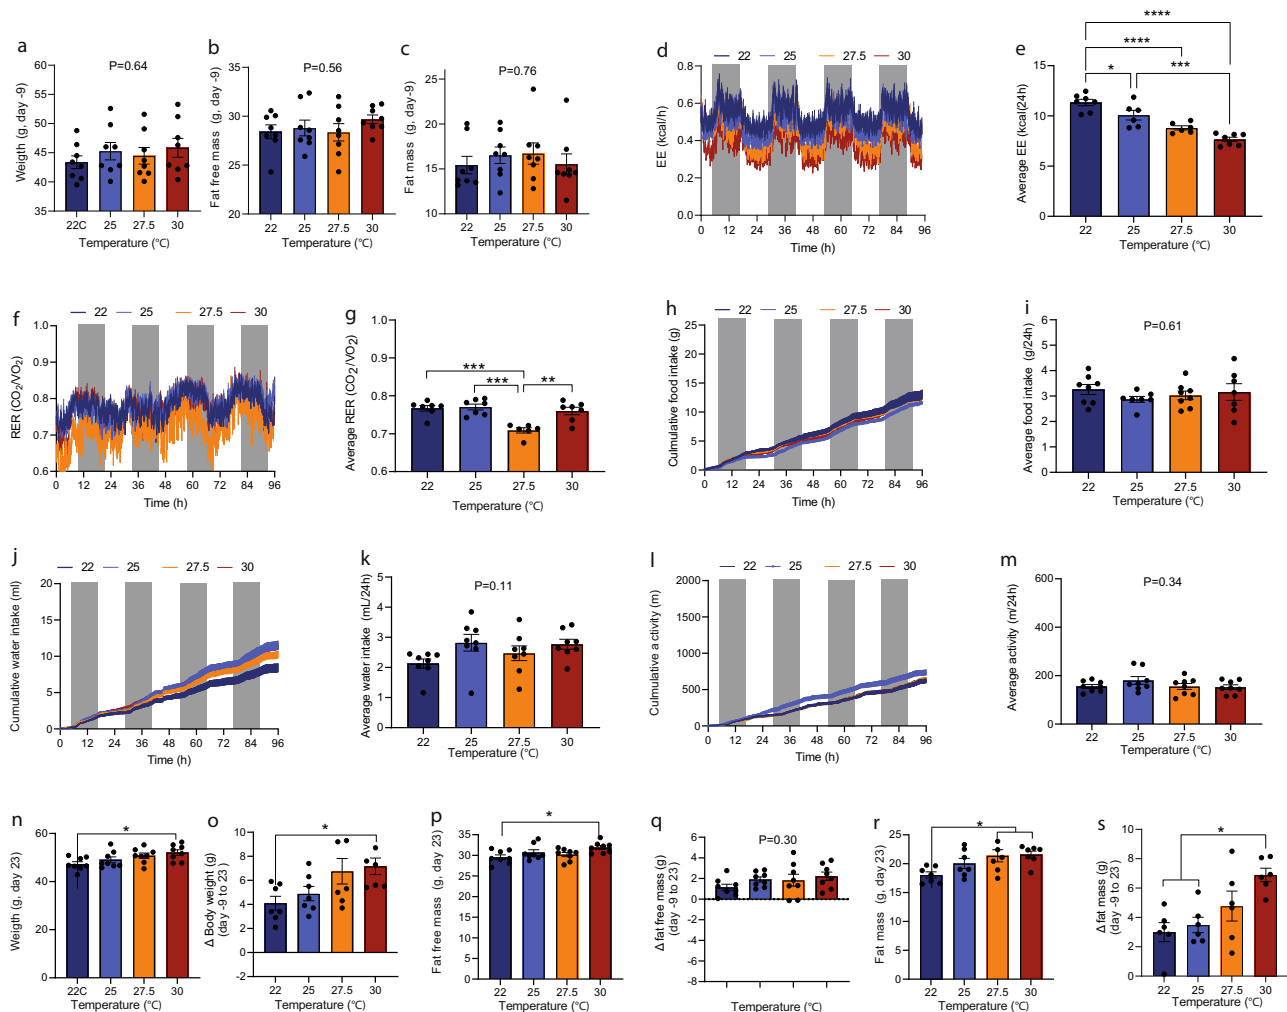 a
P=0.64
Weigth (g, day -9)
60
55
50
45
40
35
22C 25 27.5 30
Temperature (°C)
b
P=0.56
Fat free mass (g, day -9)
35
30
25
20
22 25 27.5 30
Temperature (°C)
c
P=0.76
Fat mass (g, day-9)
25
20
15
10
22 25 27.5 30
Temperature (°C)
d
22 25 27.5 30
EE (kcal/h)
0.8
0.6
0.4
0.2
0.0
0 12 24 36 48 60 72 84 96
Time (h)
e
****
****
* ***
Average EE (kcal(24h)
15
10
5
0
22 25 27.5 30
Temperature (°C)
f
22 25 27.5 30
RER (CO2/VO2)
1.0
0.9
0.8
0.7
0.6
0 12 24 36 48 60 72 84 96
Time (h)
g
***
*** **
Average RER (CO2/VO2)
1.0
0.9
0.8
0.7
0.6
22 25 27.5 30
Temperature (°C)
h
22 25 27.5 30
Culmulative food intake (g)
25
20
15
10
5
0
0 12 24 36 48 60 72 84 96
Time (h)
i
P=0.61
Average food intake (g/24h)
6
5
4
3
2
1
0
22 25 27.5 30
Temperature (°C)
j
22 25 27.5 30
Cumulative water intake (ml)
20
15
10
5
0
0 12 24 36 48 60 72 84 96
Time (h)
k
P=0.11
Average water intake (mL/24h)
5
4
3
2
1
0
22 25 27.5 30
Temperature (°C)
l
22 25 27.5 30
Culmulative a ctivity (m)
2000
1500
1000
500
0
0 12 24 36 48 60 72 84 96
Time (h)
m
P=0.34
Average activity (m/24h)
600
400
200
0
22 25 27.5 30
Temperature (°C)
n
*
Weigth (g, day 23)
60
40
20
0
22C 25 27.5 30
Temperature (°C)
o
*
Δ Body weight (g)
(day -9 to 23)
10
8
6
4
2
0
-2
22 25 27.5 30
Temperature (°C)
p
*
Fat free mass (g, day 23)
35
30
25
20
15
10
5
0
22 25 27.5 30
Temperature (°C)
q
P=0.30
Δ fat free mass (g)
(day -9 to 23)
6
4
2
0
-2
-4
-6
-8
Temperature (°C)
r
*
Fat mass (g, day 23)
25
20
15
10
5
0
22 25 27.5 30
Temperature (°C)
s
*
Δ fat mass (g)
(day -9 to 23)
10
8
6
4
2
0
22 25 27.5 30
Temperature (°C)